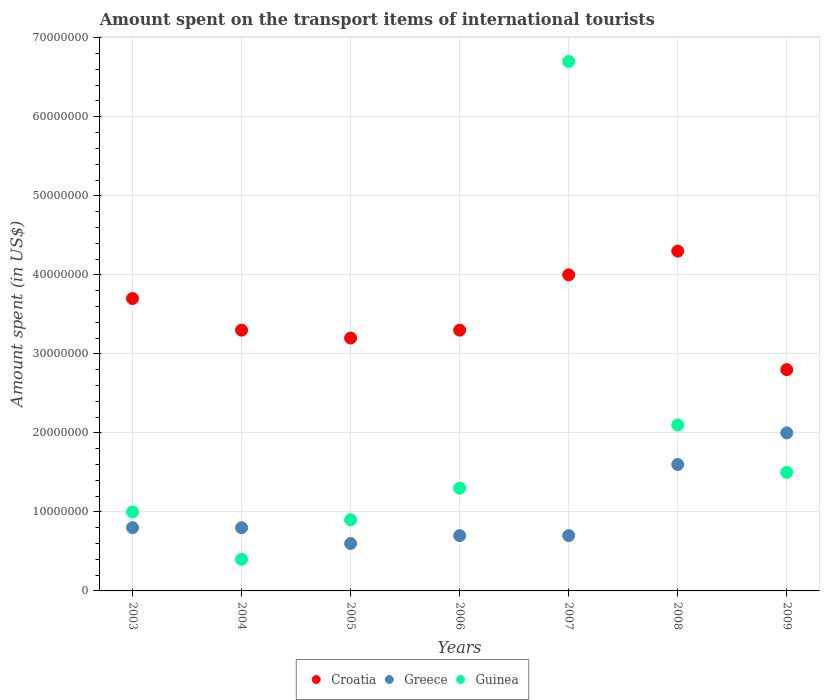 Amount spent on the transport items of international tourists
70000000
60000000
50000000
40000000
30000000
20000000
10000000
0
Amount spent (in US$)
2003
2004
2005
2006
2007
2008
2009
Years
Croatia
Greece
Guinea